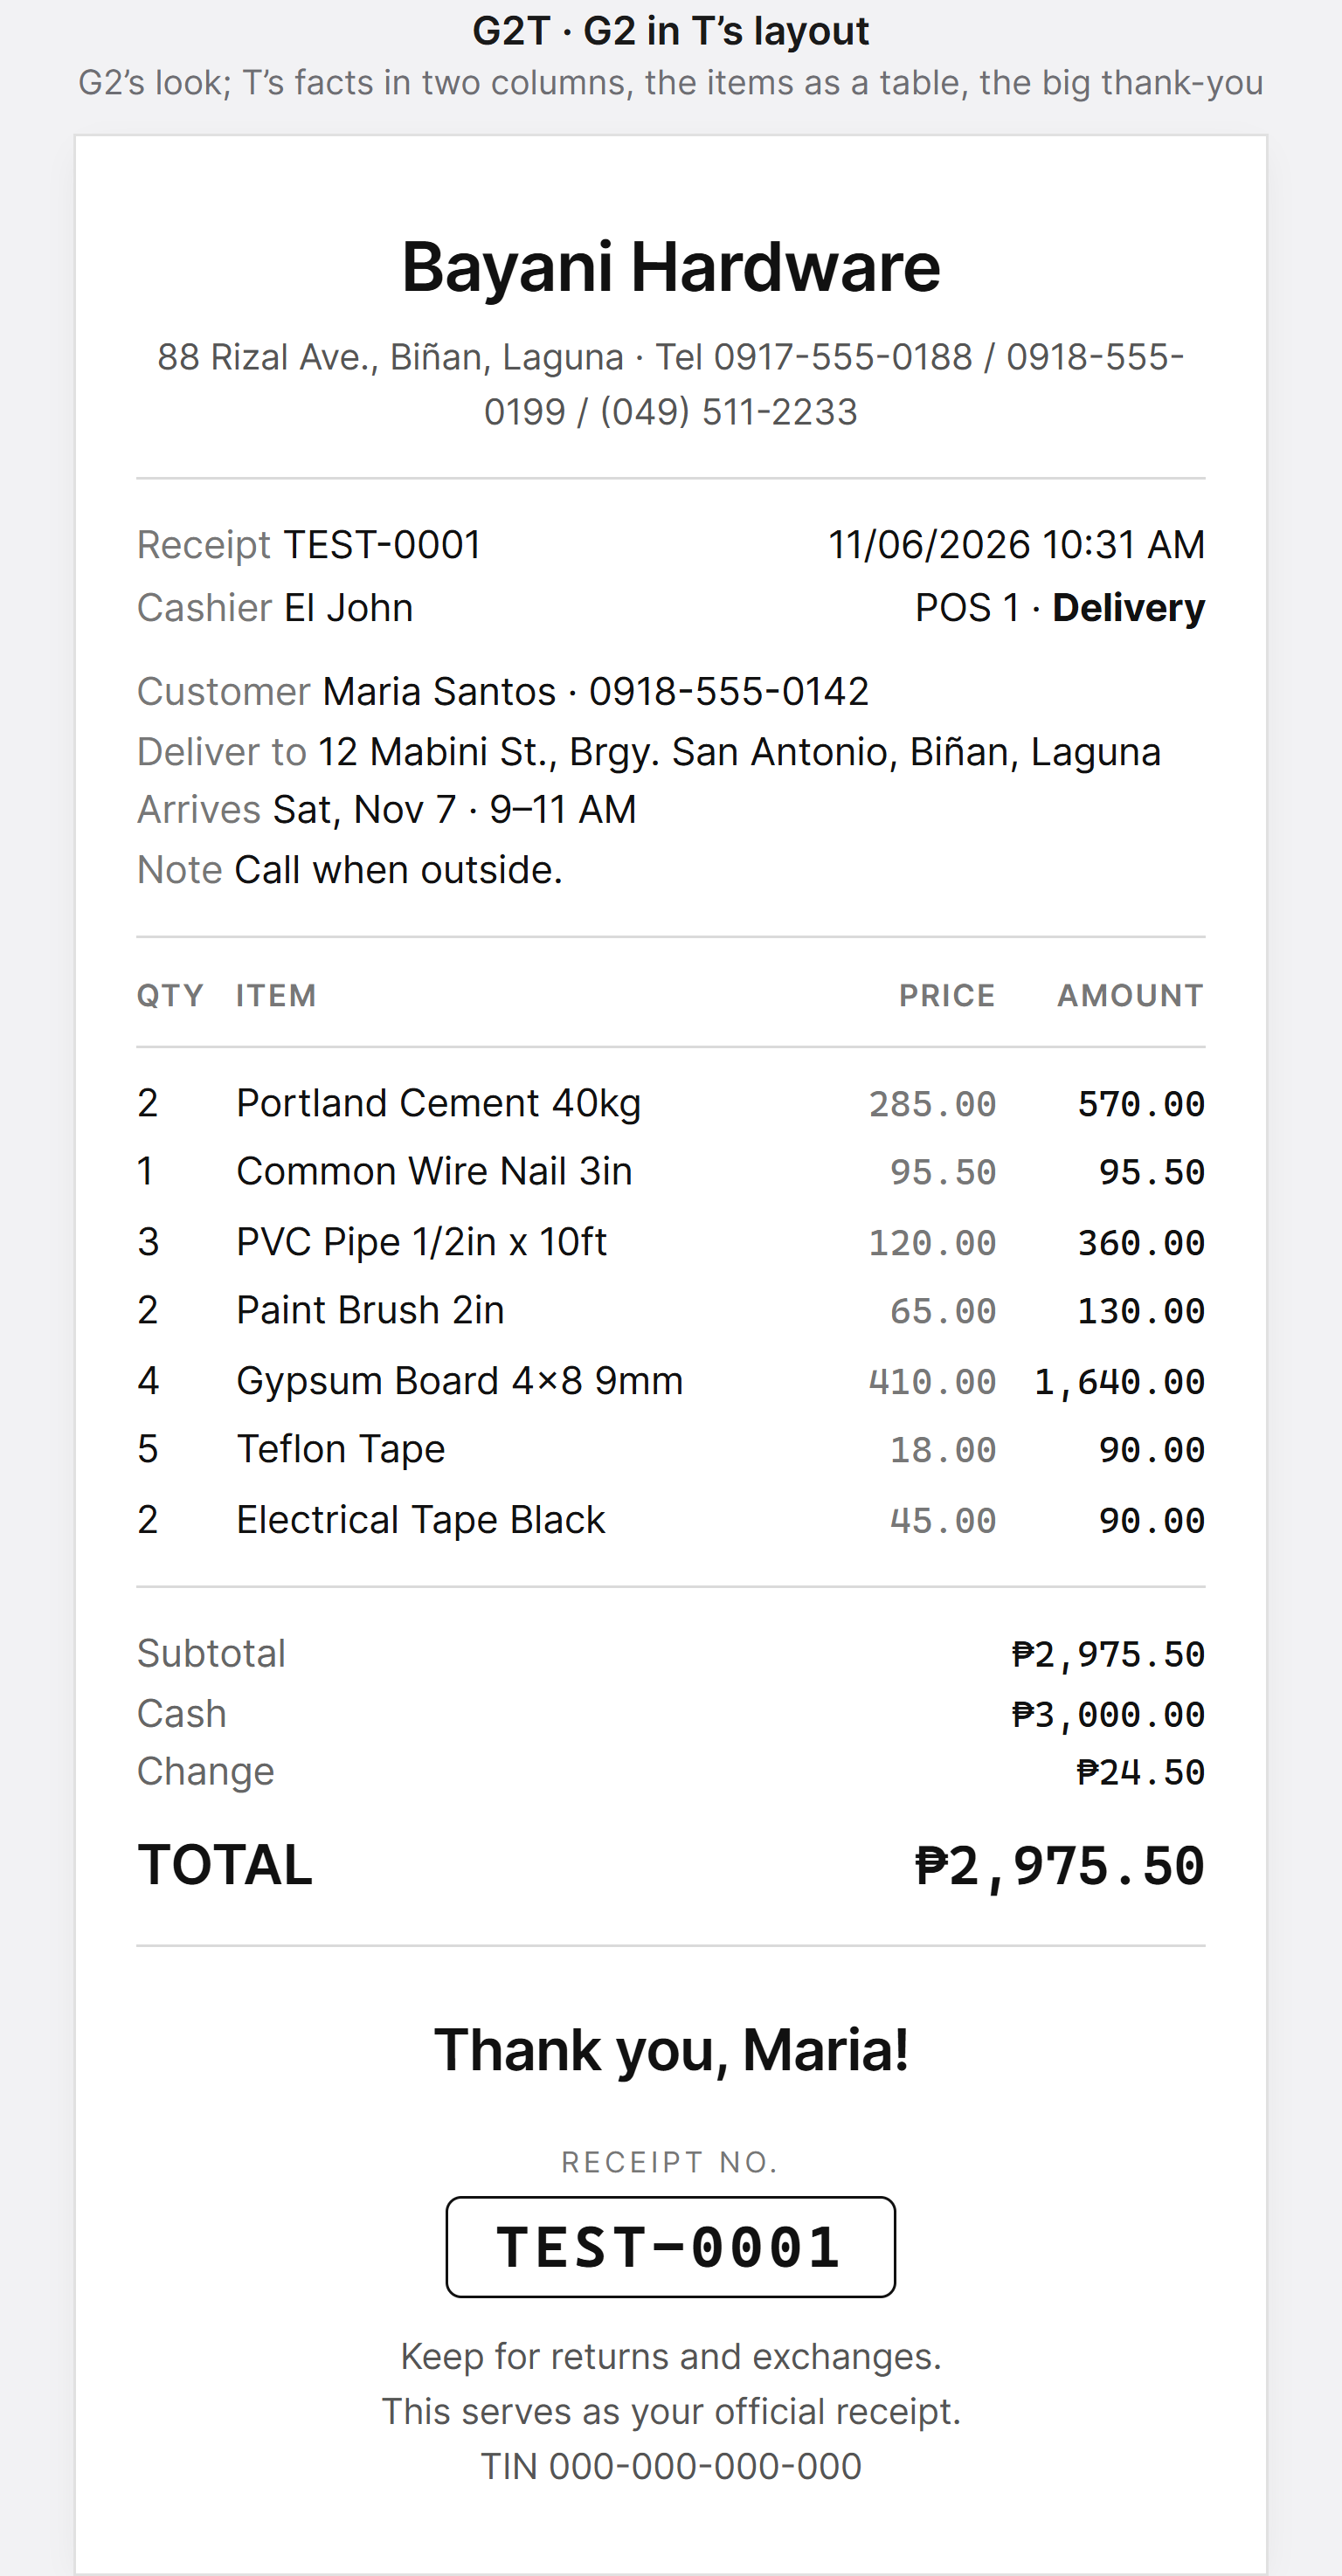 G2T · G2 in T’s layout
G2’s look; T’s facts in two columns, the items as a table, the big thank-you
Bayani Hardware
88 Rizal Ave., Biñan, Laguna · Tel 0917-555-0188 / 0918-555-
0199 / (049) 511-2233
Receipt TEST-0001 11/06/2026 10:31 AM
Cashier El John POS 1 · Delivery
Customer Maria Santos · 0918-555-0142
Deliver to 12 Mabini St., Brgy. San Antonio, Biñan, Laguna
Arrives Sat, Nov 7 · 9–11 AM
Note Call when outside.
QTY ITEM PRICE AMOUNT
2 Portland Cement 40kg 285.00 570.00
1 Common Wire Nail 3in 95.50 95.50
3 PVC Pipe 1/2in x 10ft 120.00 360.00
2 Paint Brush 2in 65.00 130.00
4 Gypsum Board 4×8 9mm 410.00 1,640.00
5 Teflon Tape 18.00 90.00
2 Electrical Tape Black 45.00 90.00
Subtotal ₱2,975.50
Cash ₱3,000.00
Change ₱24.50
TOTAL ₱2,975.50
Thank you, Maria!
RECEIPT NO.
TEST-0001
Keep for returns and exchanges.
This serves as your official receipt.
TIN 000-000-000-000